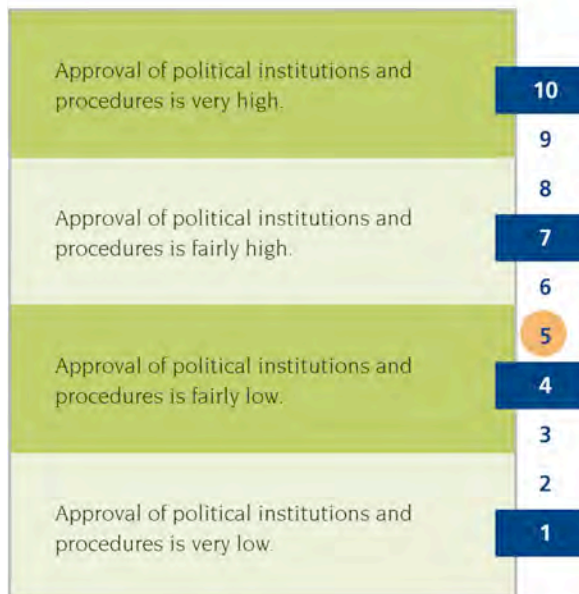 Approval of political institutions and
procedures is very high.
10
9
8
Approval of political institutions and
procedures is fairly high.
7
6
5
Approval of political institutions and
procedures is fairly low.
4
3
2
Approval of political institutions and
procedures is very low.
1